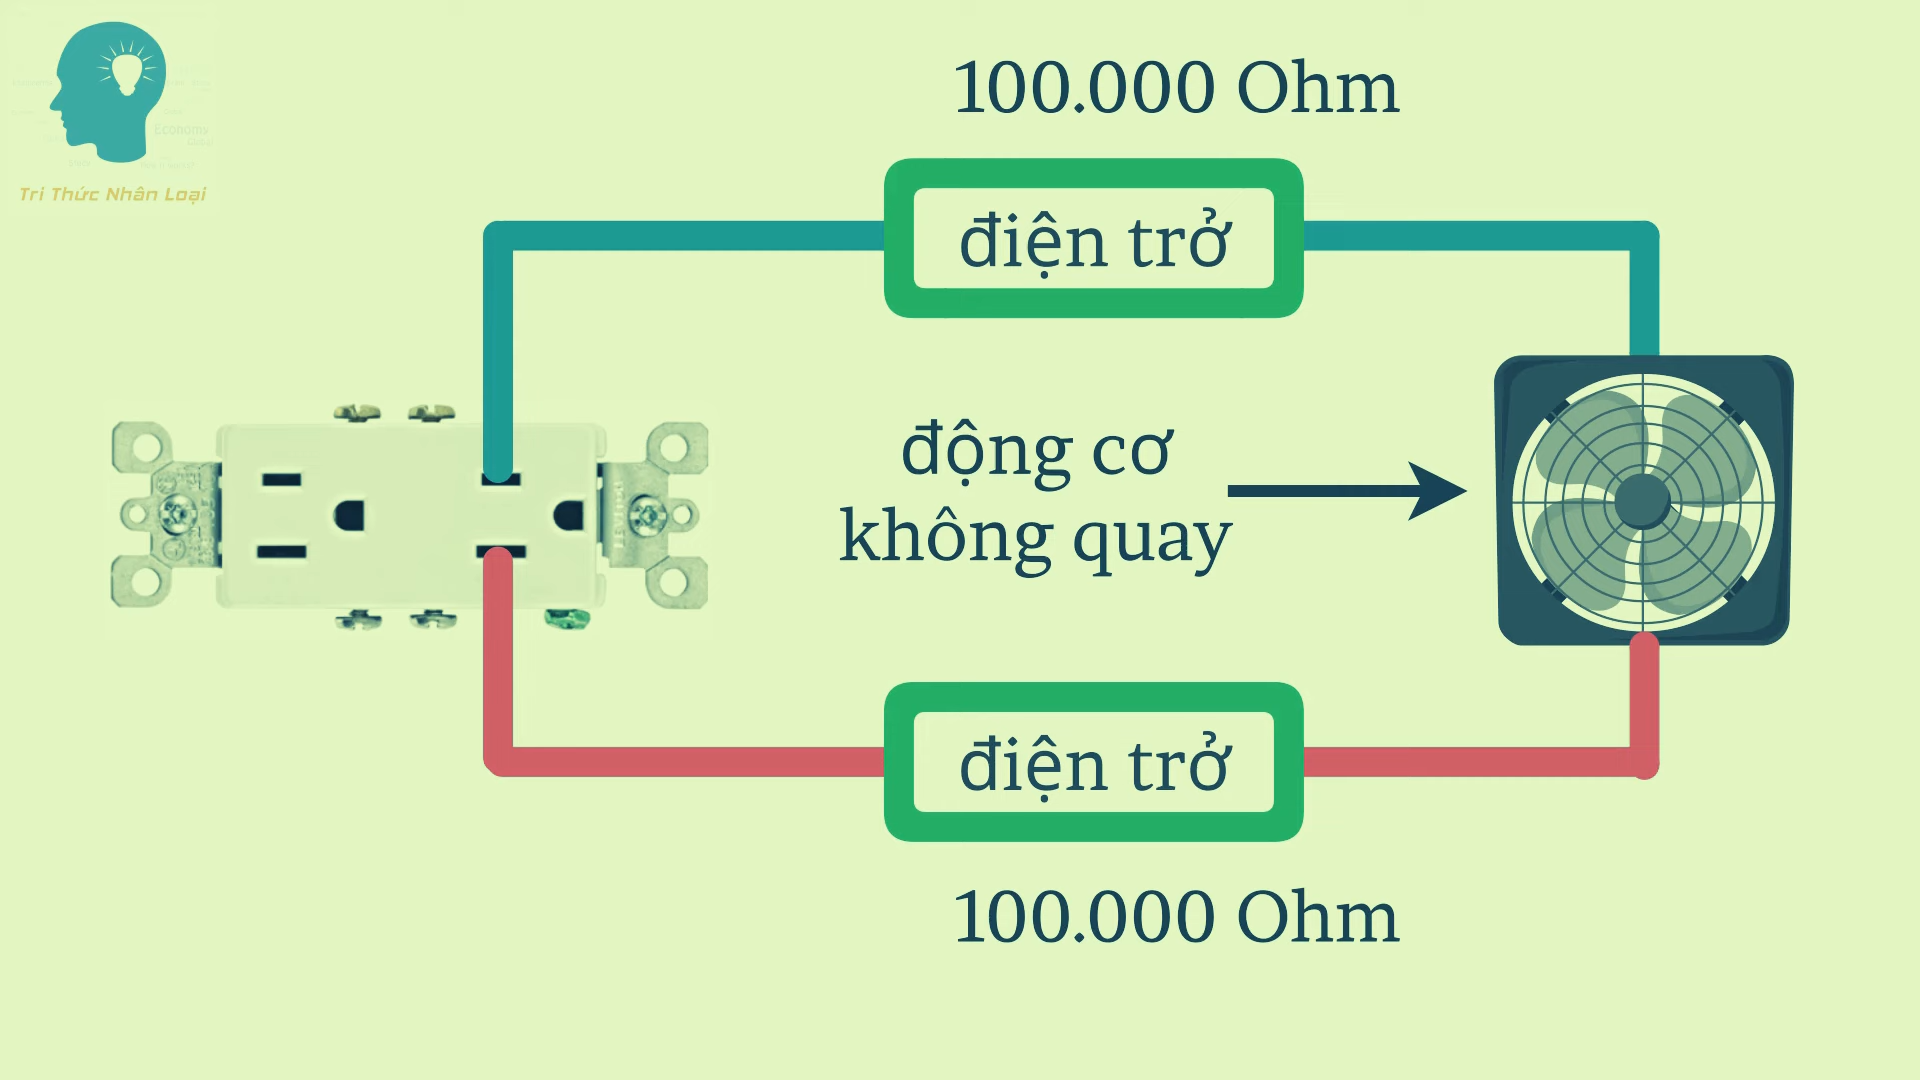 Tri Thức Nhân Loại
100.000 Ohm
điện trở
động cơ
không quay
điện trở
100.000 Ohm